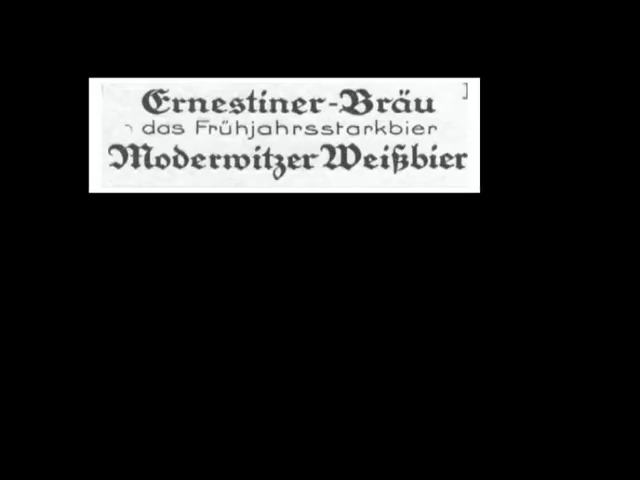 Ernestiner-Bräu
das Frühjahrsstarkbier
Moderwitzer Weißbier